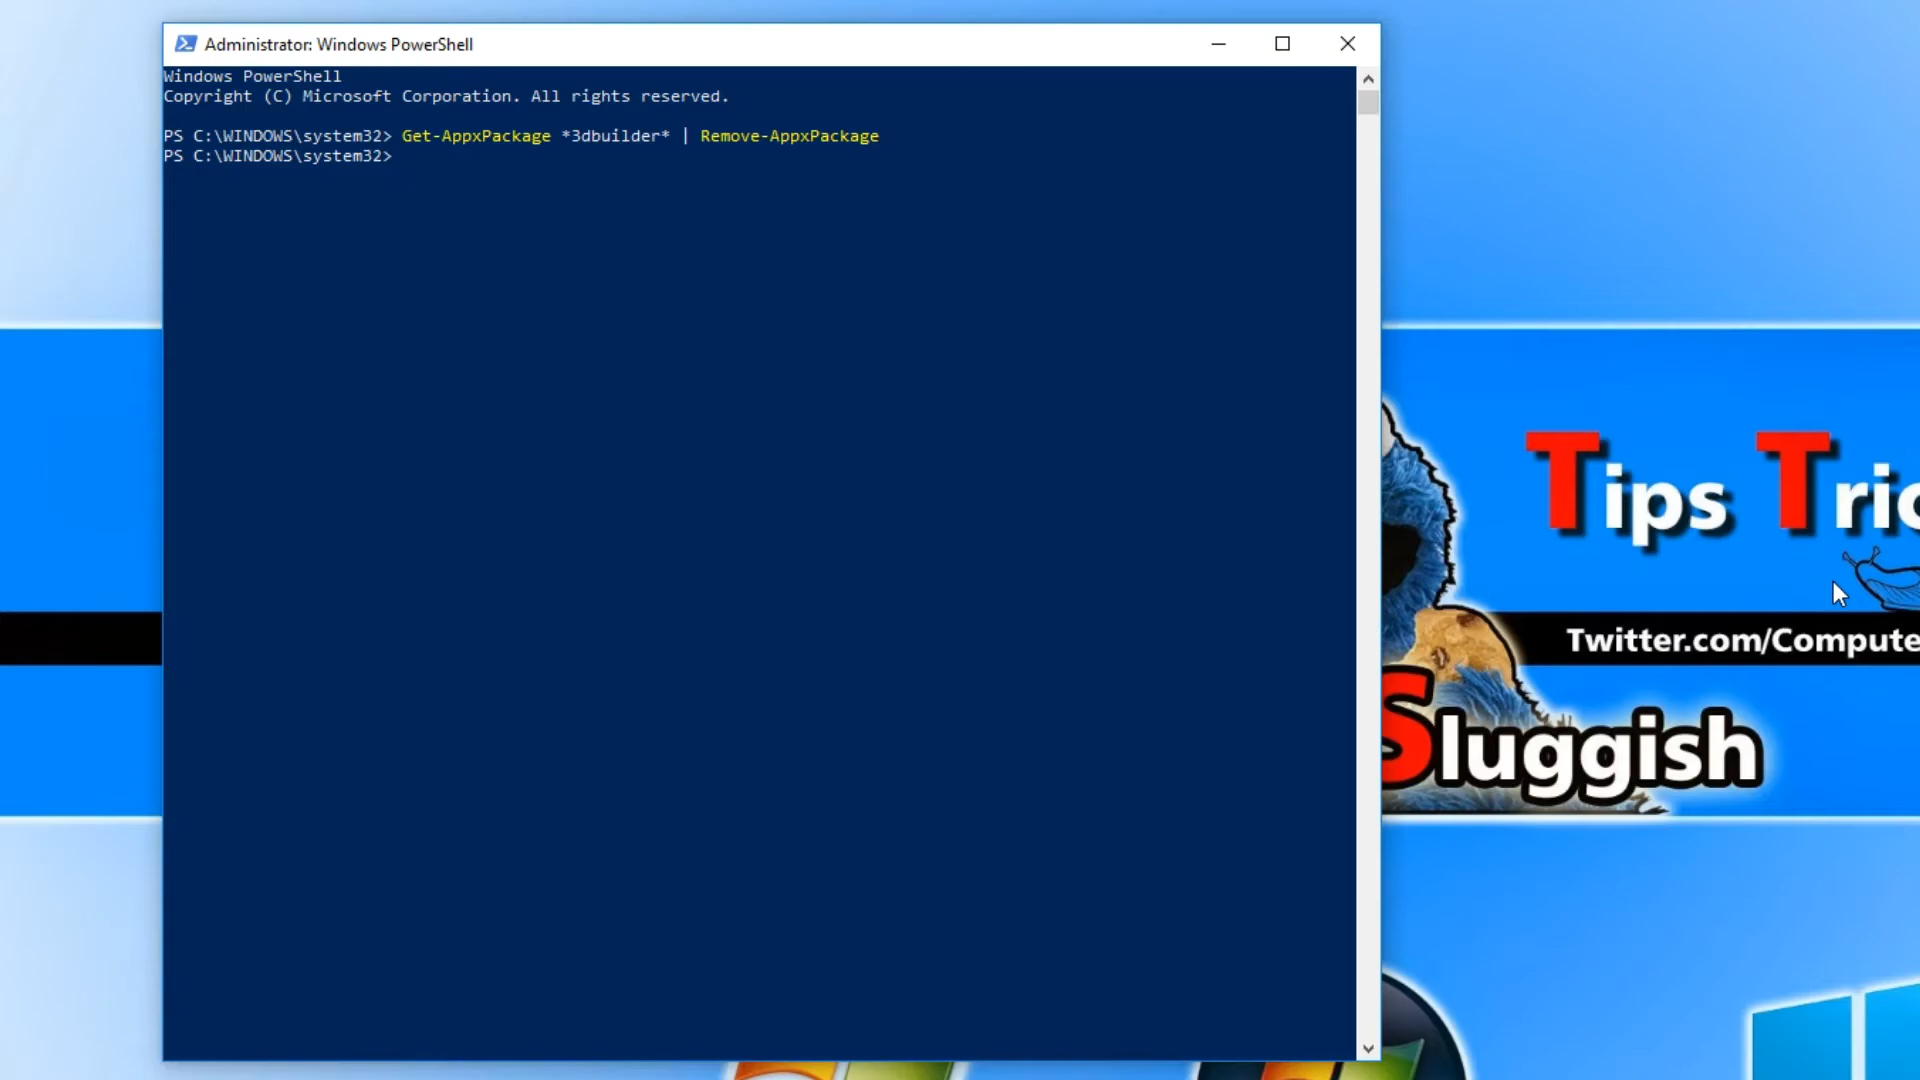 Administrator: Windows PowerShell
Windows PowerShell
Copyright (C) Microsoft Corporation. All rights reserved.
PS C:\WINDOWS\system32> Get-AppxPackage *3dbuilder* | Remove-AppxPackage
PS C:\WINDOWS\system32>
Tips Tric
Twitter.com/Compute
Sluggish